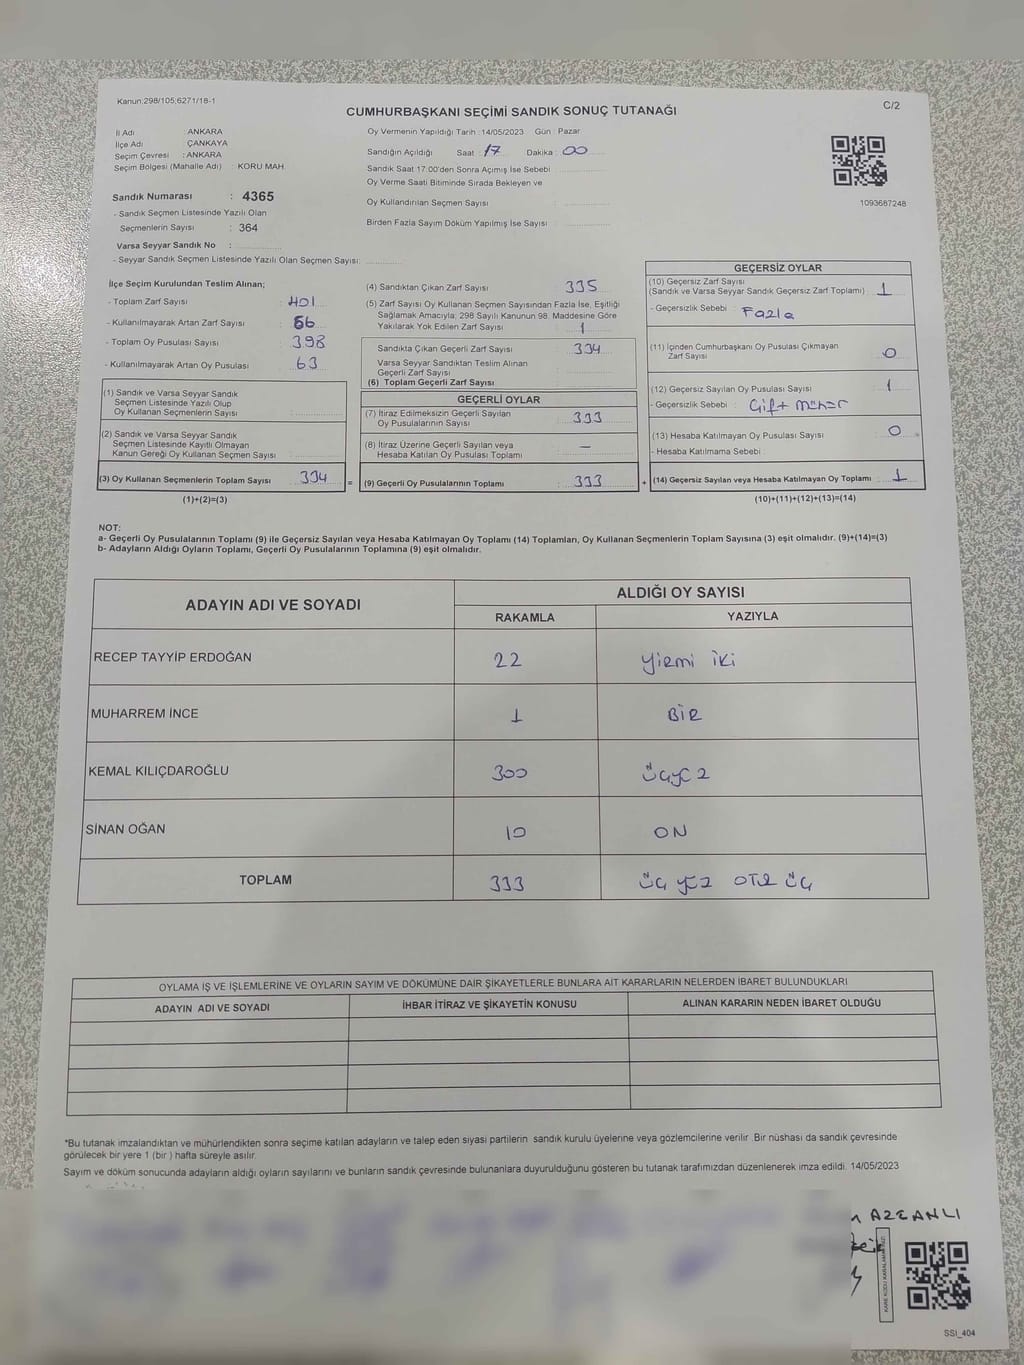 Kanun:298/105;6271/18-1
C/2
CUMHURBAŞKANI SEÇİMİ SANDIK SONUÇ TUTANAĞI
İl Adı : ANKARA
İlçe Adı : ÇANKAYA
Seçim Çevresi : ANKARA
Seçim Bölgesi (Mahalle Adı) : KORU MAH.
Sandık Numarası : 4365
- Sandık Seçmen Listesinde Yazılı Olan
Seçmenlerin Sayısı : 364
Varsa Seyyar Sandık No :
- Seyyar Sandık Seçmen Listesinde Yazılı Olan Seçmen Sayısı:
Oy Vermenin Yapıldığı Tarih :14/05/2023 Gün : Pazar
Sandığın Açıldığı Saat : 17 Dakika : 00
Sandık Saat 17:00'den Sonra Açımış İse Sebebi :
Oy Verme Saati Bitiminde Sırada Bekleyen ve
Oy Kullandırılan Seçmen Sayısı :
Birden Fazla Sayım Döküm Yapılmış İse Sayısı :
1093687248
İlçe Seçim Kurulundan Teslim Alınan;
- Toplam Zarf Sayısı : 401
- Kullanılmayarak Artan Zarf Sayısı : 66
- Toplam Oy Pusulası Sayısı : 398
- Kullanılmayarak Artan Oy Pusulası : 63
(1) Sandık ve Varsa Seyyar Sandık
Seçmen Listesinde Yazılı Olup
Oy Kullanan Seçmenlerin Sayısı :
(2) Sandık ve Varsa Seyyar Sandık
Seçmen Listesinde Kayıtlı Olmayan
Kanun Gereği Oy Kullanan Seçmen Sayısı :
(3) Oy Kullanan Seçmenlerin Toplam Sayısı : 334 =
(1)+(2)=(3)
(4) Sandıktan Çıkan Zarf Sayısı : 335
(5) Zarf Sayısı Oy Kullanan Seçmen Sayısından Fazla İse, Eşitliği
Sağlamak Amacıyla; 298 Sayılı Kanunun 98. Maddesine Göre
Yakılarak Yok Edilen Zarf Sayısı : 1
Sandıkta Çıkan Geçerli Zarf Sayısı : 334
Varsa Seyyar Sandıktan Teslim Alınan
Geçerli Zarf Sayısı :
(6) Toplam Geçerli Zarf Sayısı :
GEÇERLİ OYLAR
(7) İtiraz Edilmeksizin Geçerli Sayılan
Oy Pusulalarının Sayısı : 333
(8) İtiraz Üzerine Geçerli Sayılan veya
Hesaba Katılan Oy Pusulası Toplamı : –
(9) Geçerli Oy Pusulalarının Toplamı : 333 +
GEÇERSİZ OYLAR
(10) Geçersiz Zarf Sayısı
(Sandık ve Varsa Seyyar Sandık Geçersiz Zarf Toplamı) : 1
- Geçersizlik Sebebi : Fazla
(11) İçinden Cumhurbaşkanı Oy Pusulası Çıkmayan
Zarf Sayısı : 0
(12) Geçersiz Sayılan Oy Pusulası Sayısı : 1
- Geçersizlik Sebebi : Çift mühür
(13) Hesaba Katılmayan Oy Pusulası Sayısı : 0
- Hesaba Katılmama Sebebi :
(14) Geçersiz Sayılan veya Hesaba Katılmayan Oy Toplamı : 1
(10)+(11)+(12)+(13)=(14)
NOT:
a- Geçerli Oy Pusulalarının Toplamı (9) ile Geçersiz Sayılan veya Hesaba Katılmayan Oy Toplamı (14) Toplamları, Oy Kullanan Seçmenlerin Toplam Sayısına (3) eşit olmalıdır. (9)+(14)=(3)
b- Adayların Aldığı Oyların Toplamı, Geçerli Oy Pusulalarının Toplamına (9) eşit olmalıdır.
ADAYIN ADI VE SOYADI
ALDIĞI OY SAYISI
RAKAMLA YAZIYLA
RECEP TAYYİP ERDOĞAN 22 yirmi iki
MUHARREM İNCE 1 BİR
KEMAL KILIÇDAROĞLU 300 üçyüz
SİNAN OĞAN 10 ON
TOPLAM 333 üç yüz otuz üç
OYLAMA İŞ VE İŞLEMLERİNE VE OYLARIN SAYIM VE DÖKÜMÜNE DAİR ŞİKAYETLERLE BUNLARA AİT KARARLARIN NELERDEN İBARET BULUNDUKLARI
ADAYIN ADI VE SOYADI İHBAR İTİRAZ VE ŞİKAYETİN KONUSU ALINAN KARARIN NEDEN İBARET OLDUĞU
*Bu tutanak imzalandıktan ve mühürlendikten sonra seçime katılan adayların ve talep eden siyasi partilerin sandık kurulu üyelerine veya gözlemcilerine verilir .Bir nüshası da sandık çevresinde
görülecek bir yere 1 (bir ) hafta süreyle asılır.
Sayım ve döküm sonucunda adayların aldığı oyların sayılarını ve bunların sandık çevresinde bulunanlara duyurulduğunu gösteren bu tutanak tarafımızdan düzenlenerek imza edildi. 14/05/2023
AZEANLI
KARE KODU KARALAMAYINIZ!
SSI_404